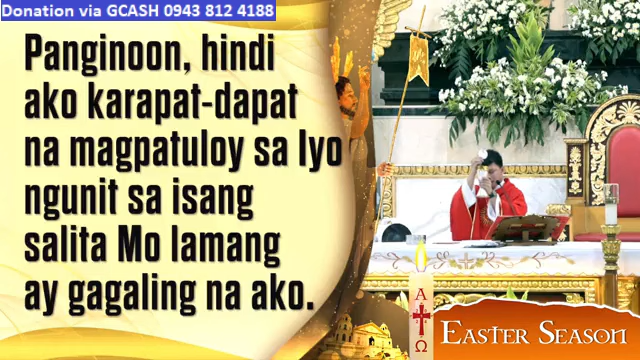 Donation via GCASH 0943 812 4188
Panginoon, hindi
ako karapat-dapat
na magpatuloy sa Iyo
ngunit sa isang
salita Mo lamang
ay gagaling na ako.
Α
Ω
EASTER SEASON